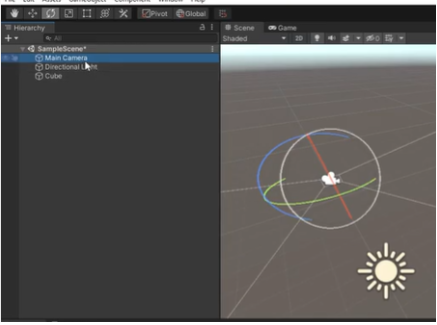 File Edit Assets GameObject Component Window Help
Pivot Global
Hierarchy
Scene Game
All
Shaded 2D
SampleScene*
Main Camera
Directional Light
Cube